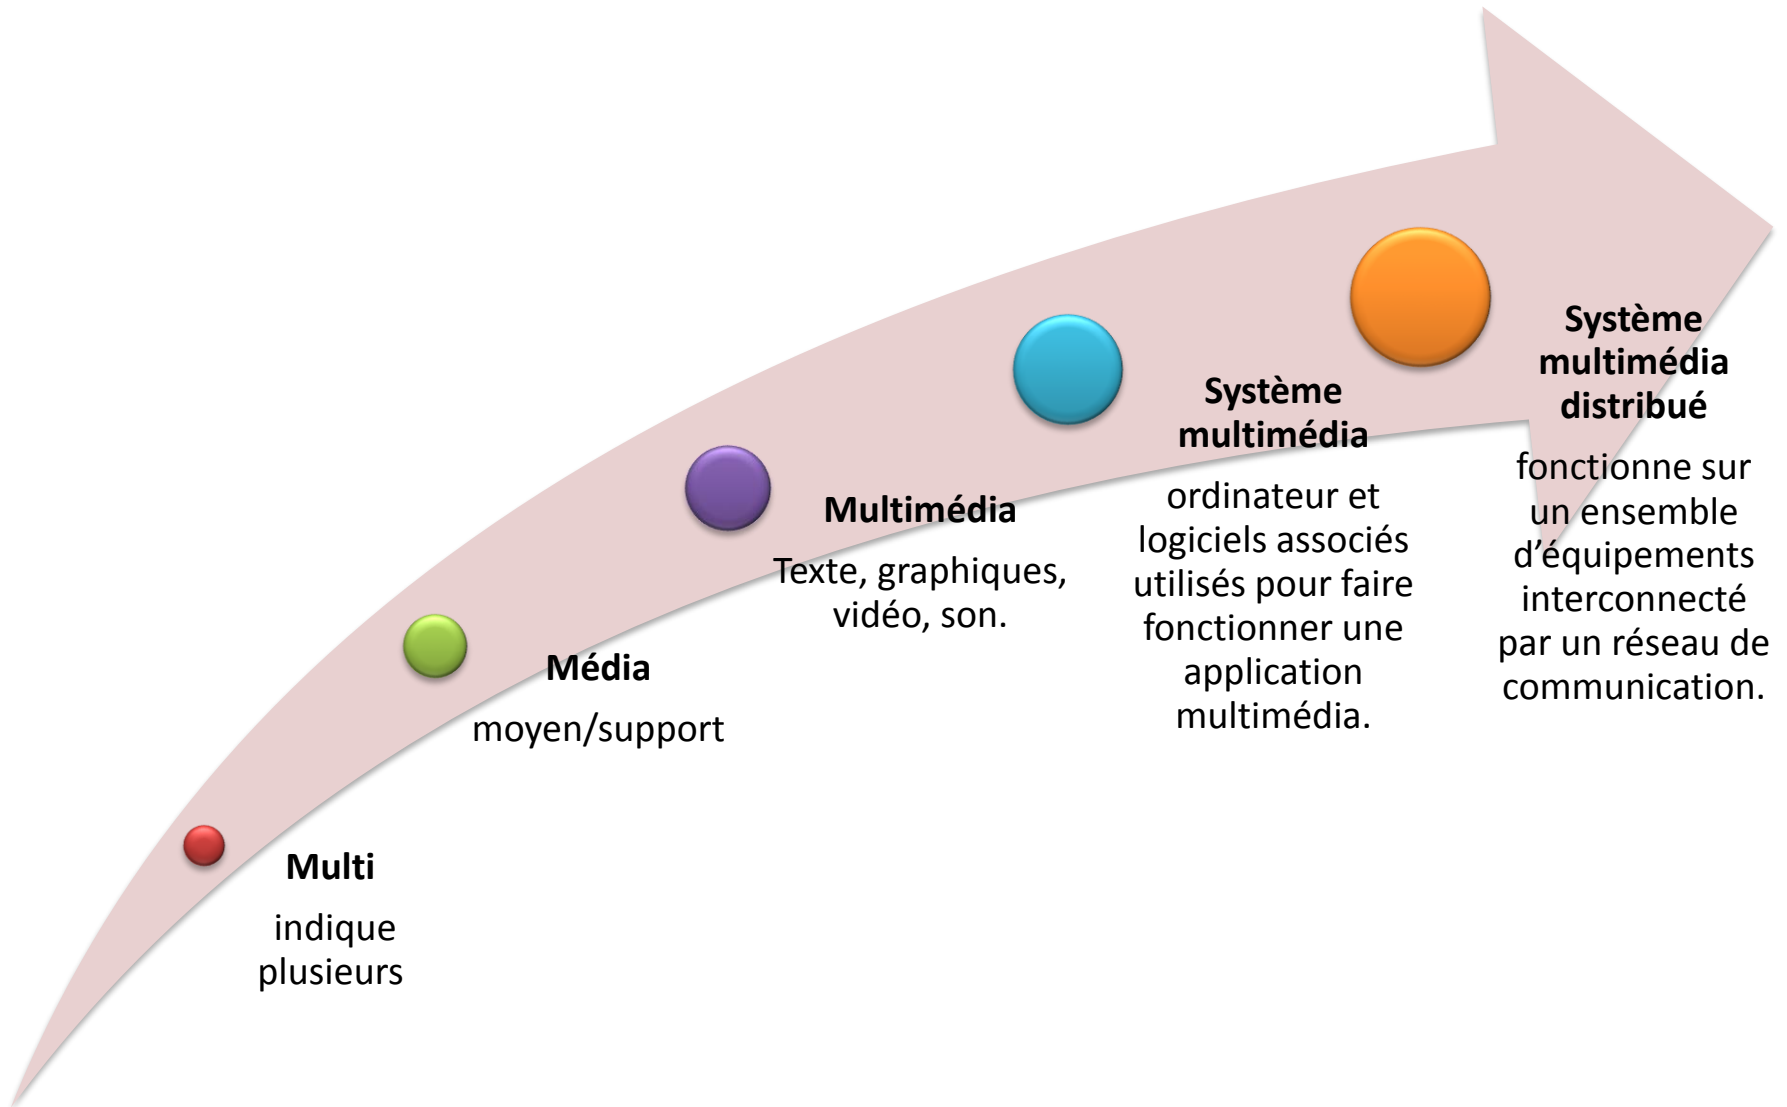 Multi
indique
plusieurs
Média
moyen/support
Multimédia
Texte, graphiques,
vidéo, son.
Système
multimédia
ordinateur et
logiciels associés
utilisés pour faire
fonctionner une
application
multimédia.
Système
multimédia
distribué
fonctionne sur
un ensemble
d’équipements
interconnecté
par un réseau de
communication.